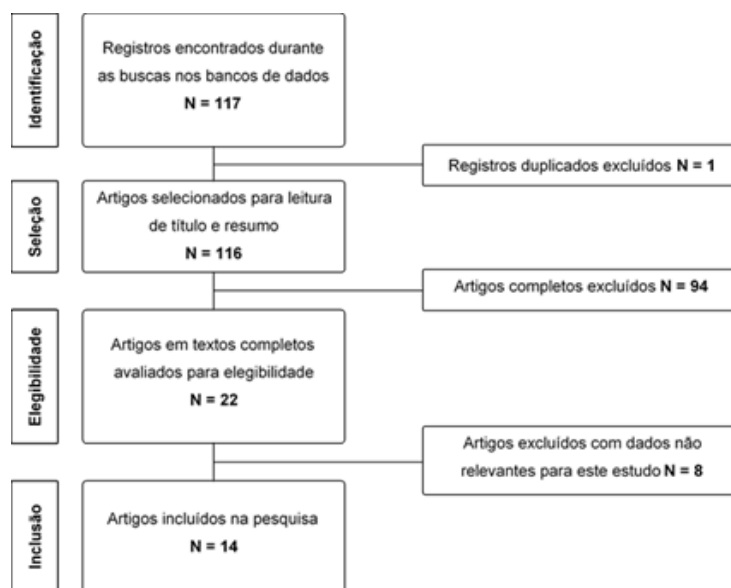 Identificação
Registros encontrados durante
as buscas nos bancos de dados
N = 117
Registros duplicados excluídos N = 1
Seleção
Artigos selecionados para leitura
de título e resumo
N = 116
Artigos completos excluídos N = 94
Elegibilidade
Artigos em textos completos
avaliados para elegibilidade
N = 22
Artigos excluídos com dados não
relevantes para este estudo N = 8
Inclusão
Artigos incluídos na pesquisa
N = 14